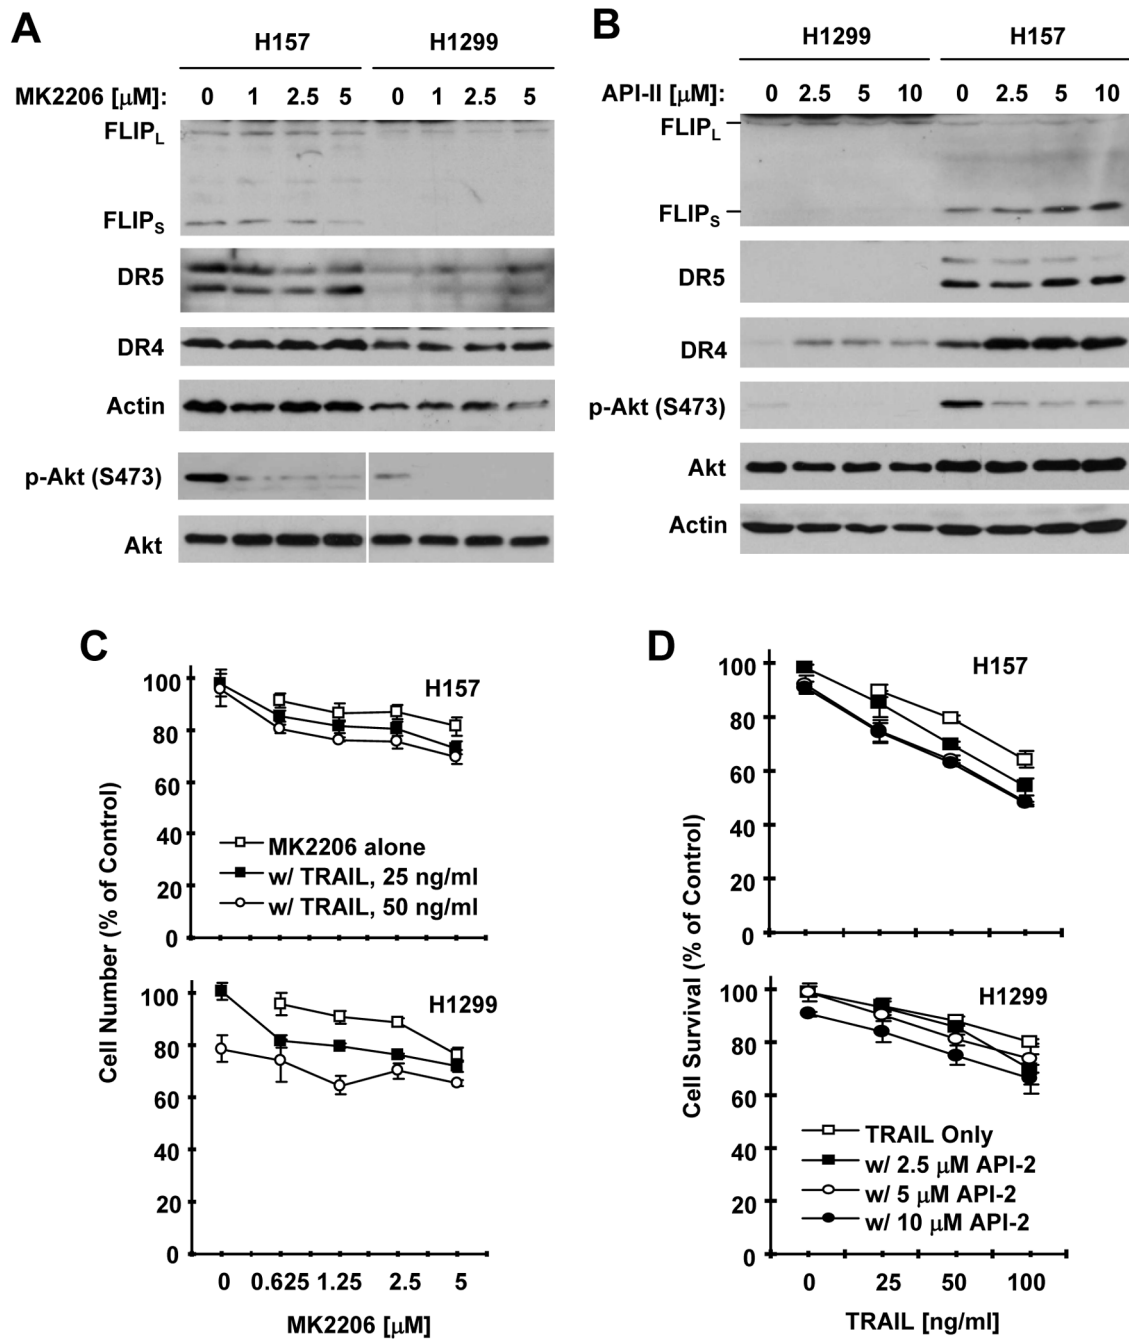 A
H157 H1299
MK2206 [μM]: 0 1 2.5 5 0 1 2.5 5
FLIPL
FLIPS
DR5
DR4
Actin
p-Akt (S473)
Akt
B
H1299 H157
API-II [μM]: 0 2.5 5 10 0 2.5 5 10
FLIPL
FLIPS
DR5
DR4
p-Akt (S473)
Akt
Actin
C
Cell Number (% of Control)
100
80
60
40
20
0
H157
MK2206 alone
w/ TRAIL, 25 ng/ml
w/ TRAIL, 50 ng/ml
100
80
60
40
20
0
H1299
0 0.625 1.25 2.5 5
MK2206 [μM]
D
Cell Survival (% of Control)
100
80
60
40
20
0
H157
100
80
60
40
20
0
H1299
TRAIL Only
w/ 2.5 μM API-2
w/ 5 μM API-2
w/ 10 μM API-2
0 25 50 100
TRAIL [ng/ml]